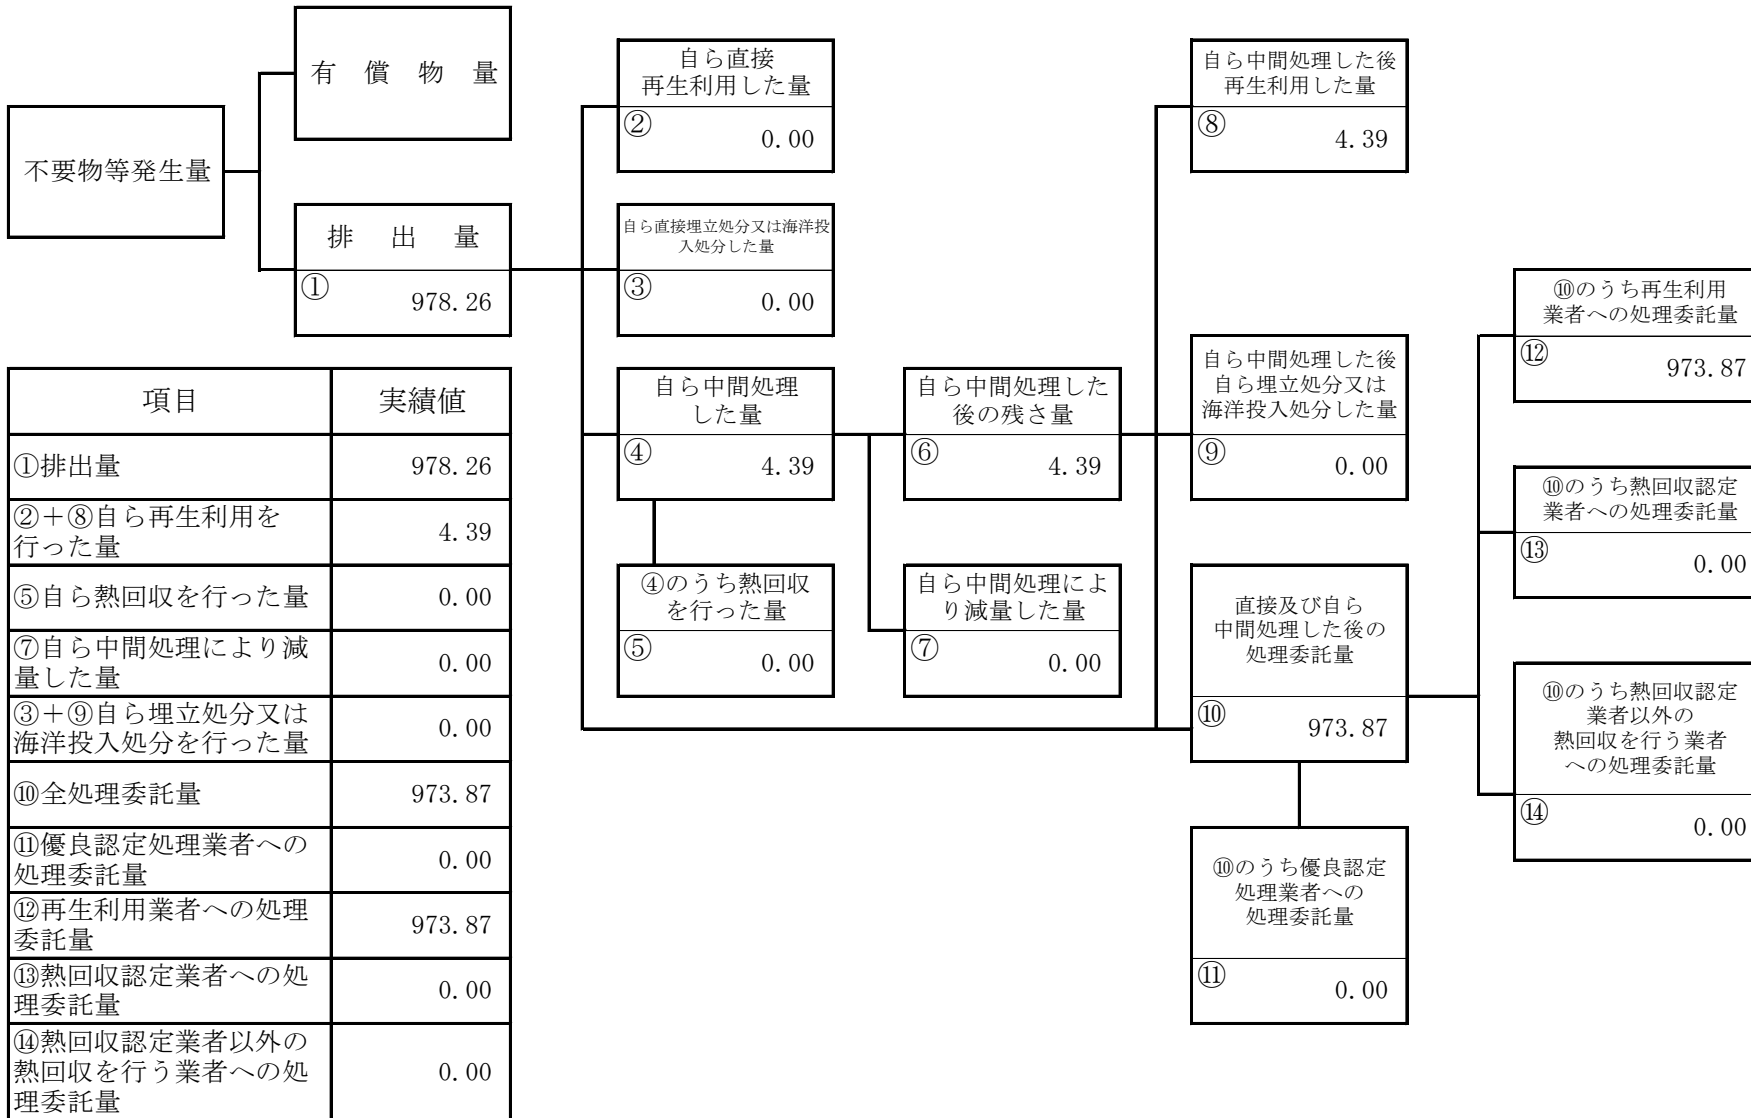 有償物量
不要物等発生量
排出量
①
978.26
自ら直接
再生利用した量
②
0.00
自ら直接埋立処分又は海洋投
入処分した量
③
0.00
自ら中間処理
した量
④
4.39
④のうち熱回収
を行った量
⑤
0.00
自ら中間処理した
後の残さ量
⑥
4.39
自ら中間処理によ
り減量した量
⑦
0.00
自ら中間処理した後
再生利用した量
⑧
4.39
自ら中間処理した後
自ら埋立処分又は
海洋投入処分した量
⑨
0.00
直接及び自ら
中間処理した後の
処理委託量
⑩
973.87
⑩のうち優良認定
処理業者への
処理委託量
⑪
0.00
⑩のうち再生利用
業者への処理委託量
⑫
973.87
⑩のうち熱回収認定
業者への処理委託量
⑬
0.00
⑩のうち熱回収認定
業者以外の
熱回収を行う業者
への処理委託量
⑭
0.00
項目 実績値
①排出量 978.26
②+⑧自ら再生利用を
行った量 4.39
⑤自ら熱回収を行った量 0.00
⑦自ら中間処理により減
量した量 0.00
③+⑨自ら埋立処分又は
海洋投入処分を行った量 0.00
⑩全処理委託量 973.87
⑪優良認定処理業者への
処理委託量 0.00
⑫再生利用業者への処理
委託量 973.87
⑬熱回収認定業者への処
理委託量 0.00
⑭熱回収認定業者以外の
熱回収を行う業者への処
理委託量 0.00